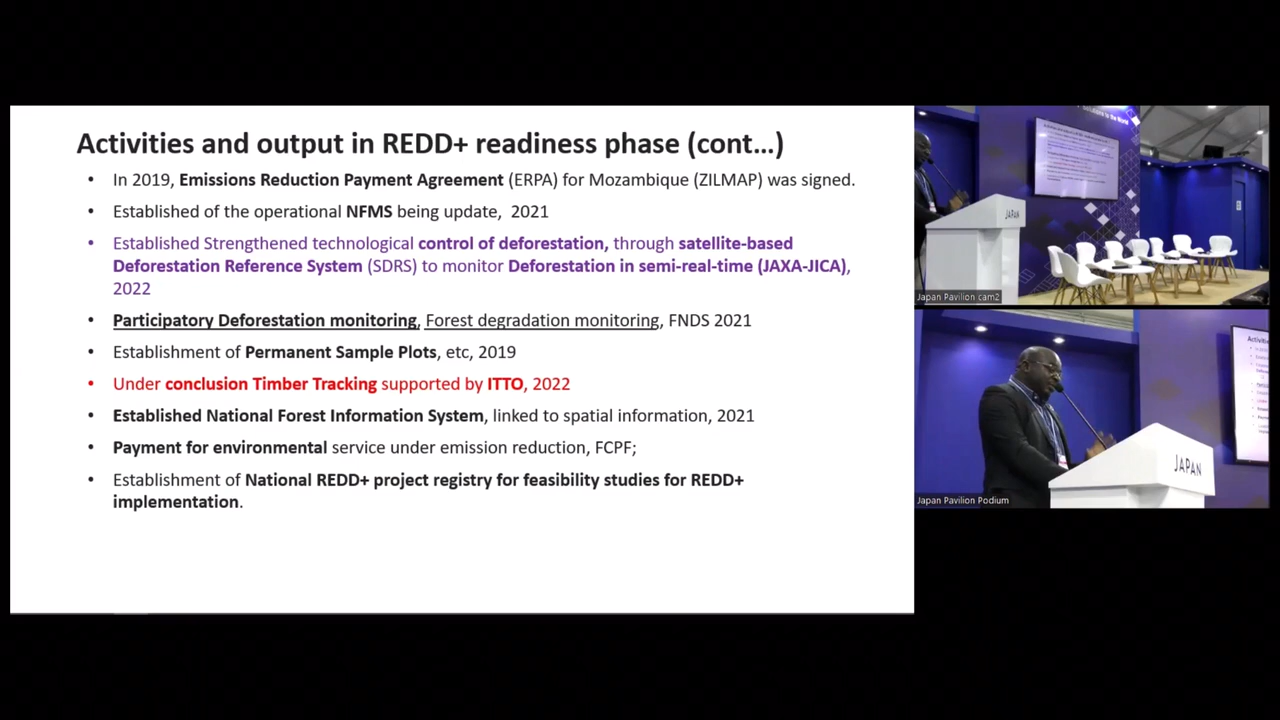 Activities and output in REDD+ readiness phase (cont…)
• In 2019, Emissions Reduction Payment Agreement (ERPA) for Mozambique (ZILMAP) was signed.
• Established of the operational NFMS being update, 2021
• Established Strengthened technological control of deforestation, through satellite-based
Deforestation Reference System (SDRS) to monitor Deforestation in semi-real-time (JAXA-JICA),
2022
• Participatory Deforestation monitoring, Forest degradation monitoring, FNDS 2021
• Establishment of Permanent Sample Plots, etc, 2019
• Under conclusion Timber Tracking supported by ITTO, 2022
• Established National Forest Information System, linked to spatial information, 2021
• Payment for environmental service under emission reduction, FCPF;
• Establishment of National REDD+ project registry for feasibility studies for REDD+
implementation.
to the World
JAPAN
Japan Pavilion cam2
JAPAN
Japan Pavilion Podium